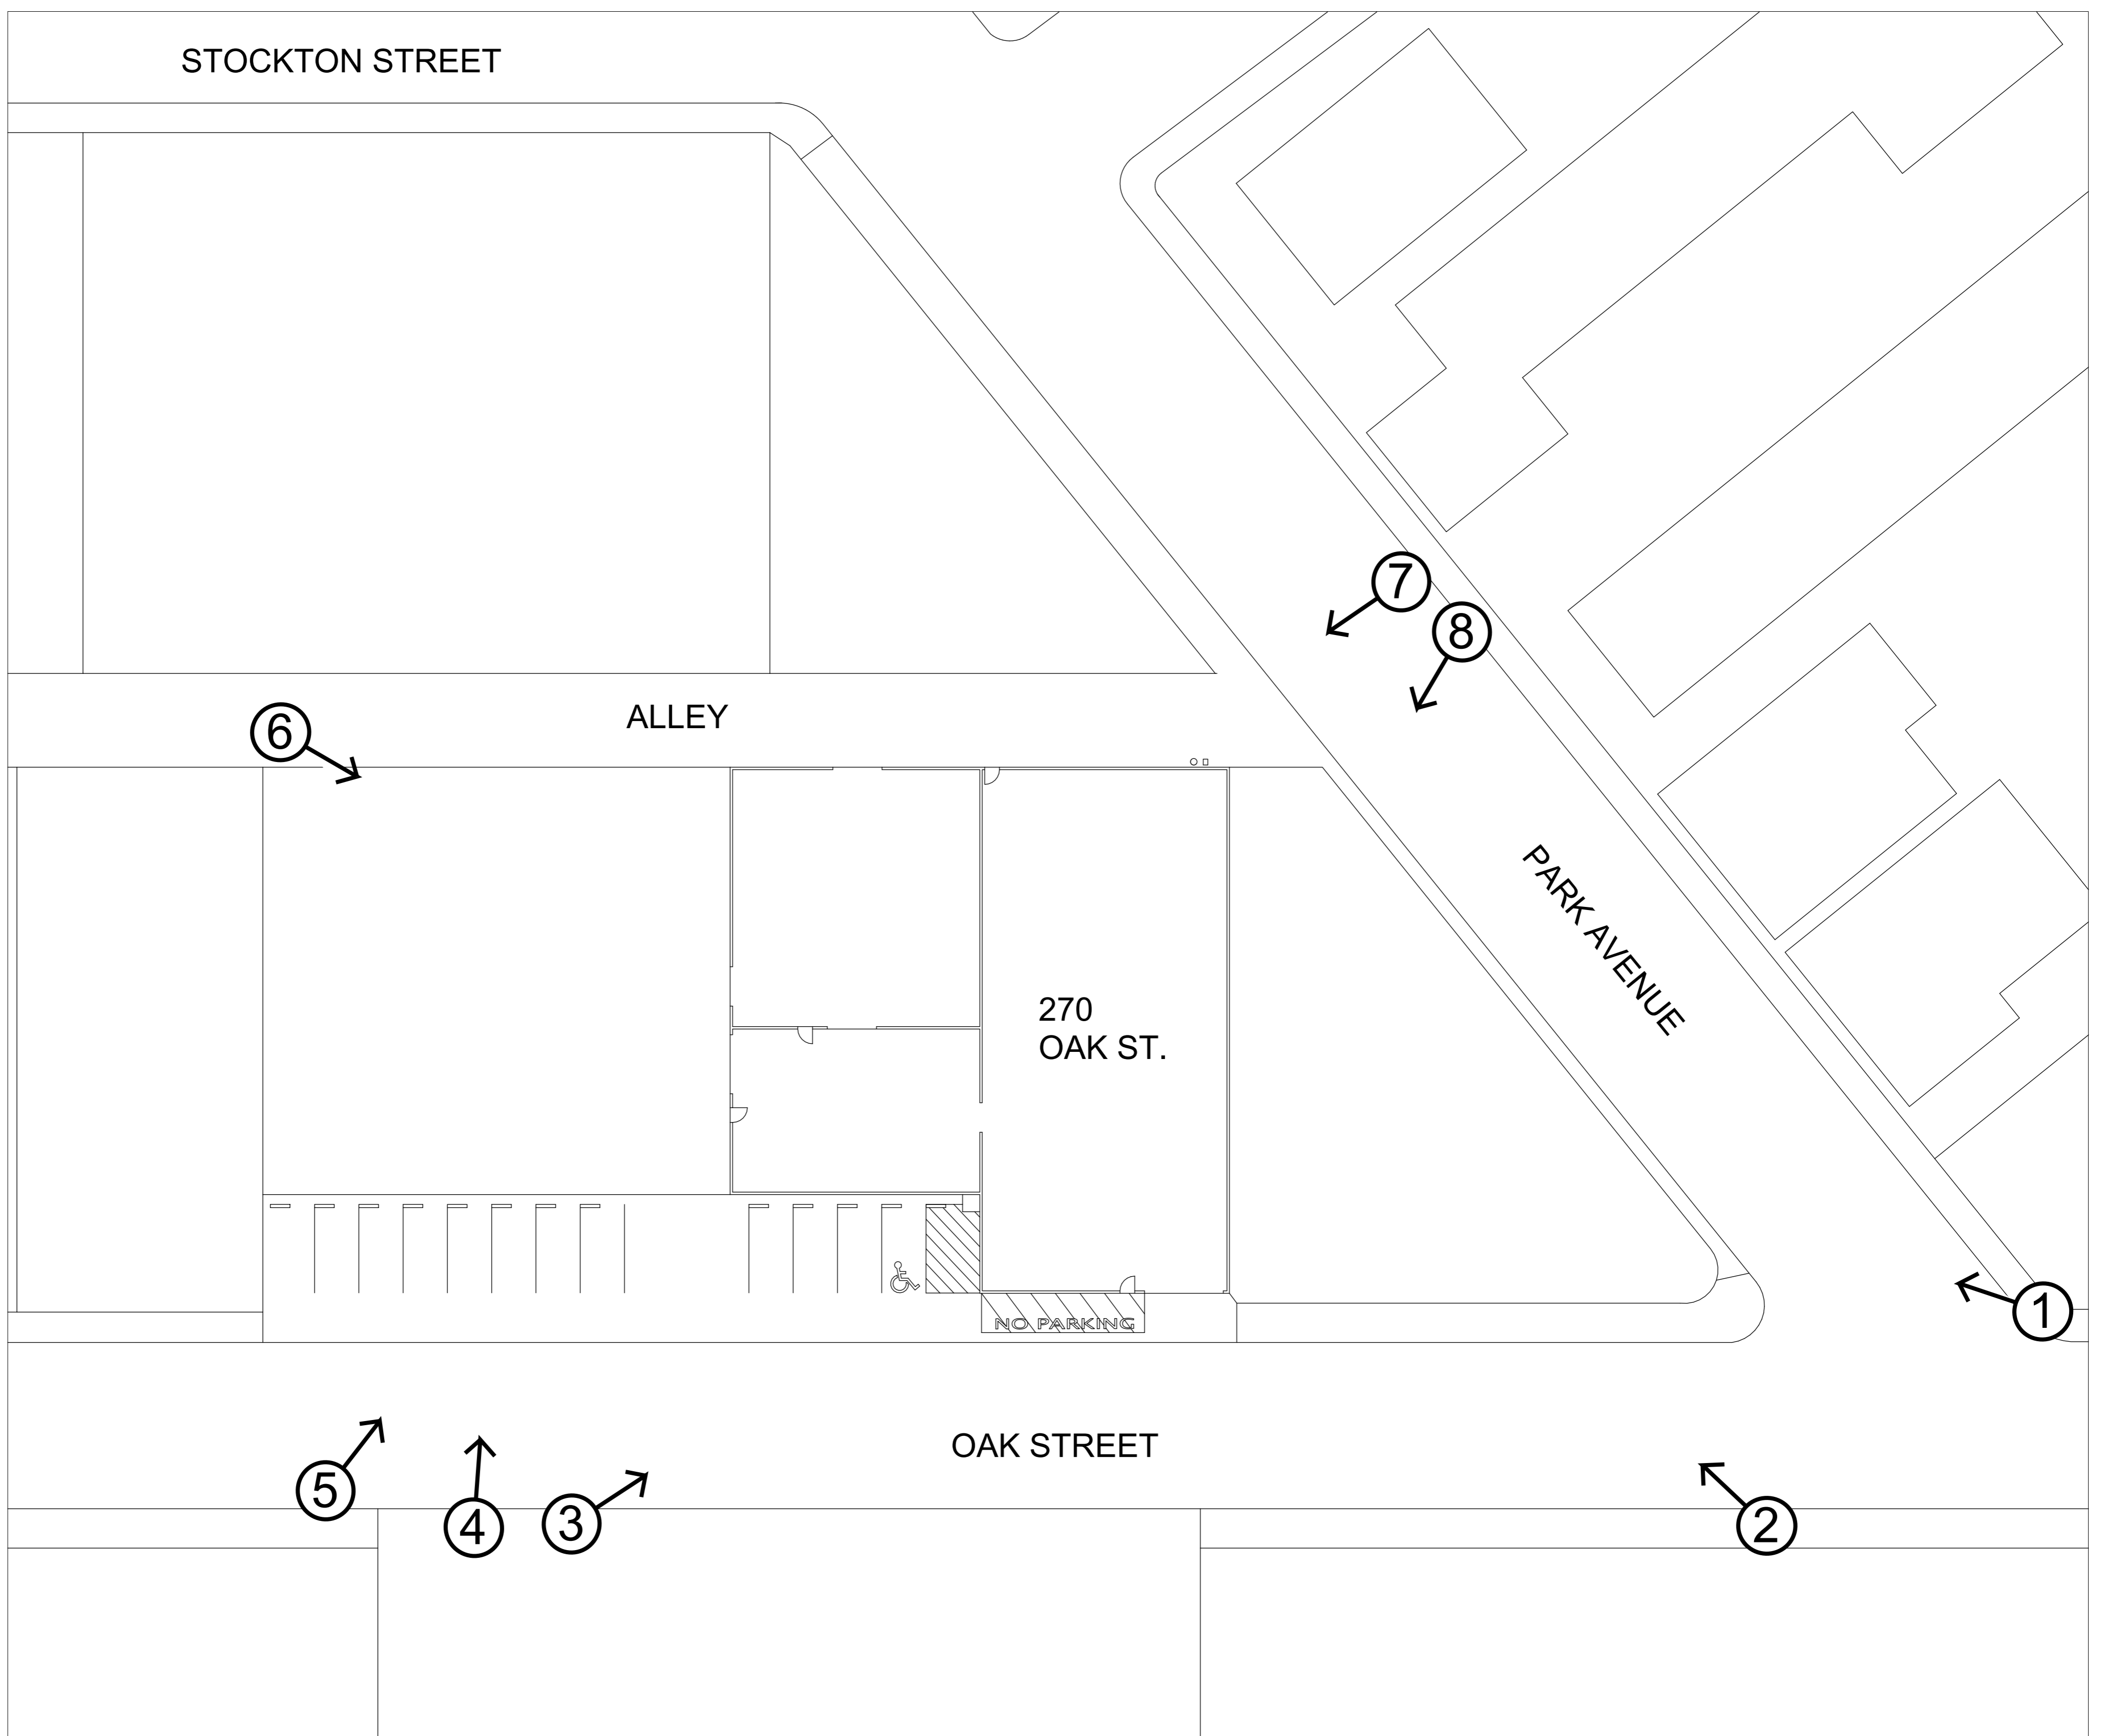 STOCKTON STREET
7
8
ALLEY
6
PARK AVENUE
270
OAK ST.
1
NO PARKING
OAK STREET
5
4
3
2